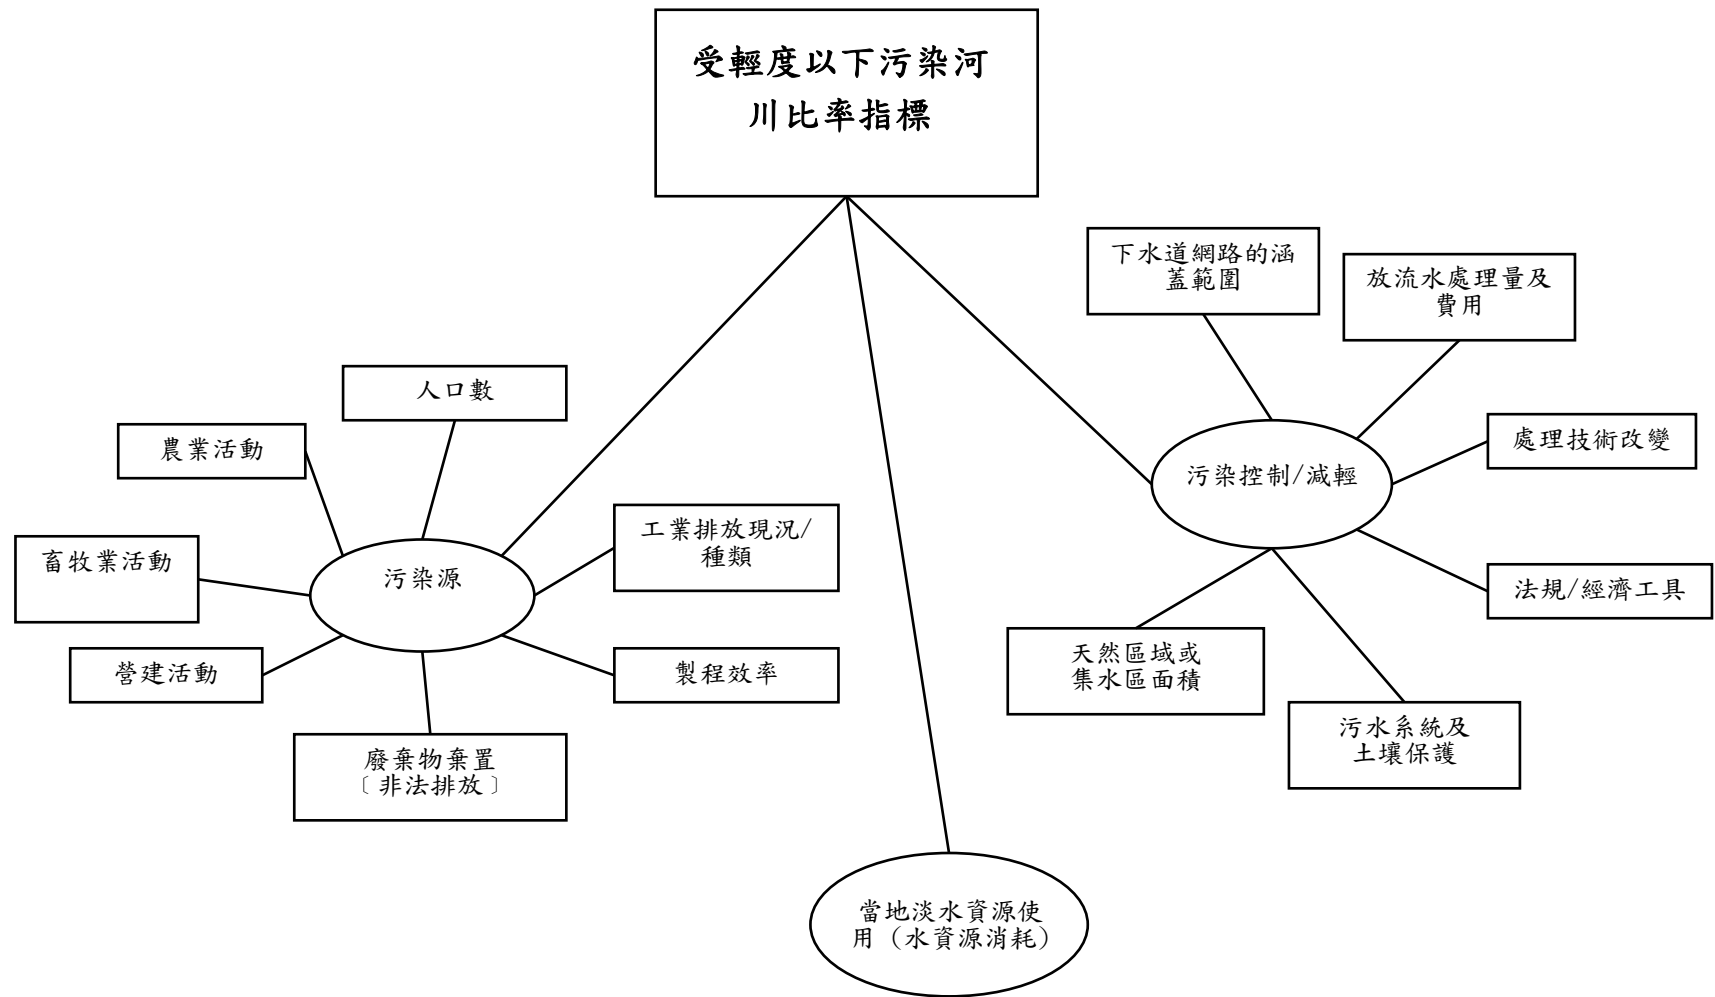 受輕度以下污染河
川比率指標
下水道網路的涵
蓋範圍
放流水處理量及
費用
人口數
農業活動
處理技術改變
污染控制/減輕
工業排放現況/
種類
畜牧業活動
污染源
法規/經濟工具
營建活動
製程效率
天然區域或
集水區面積
污水系統及
土壤保護
廢棄物棄置
﹝非法排放﹞
當地淡水資源使
用（水資源消耗）